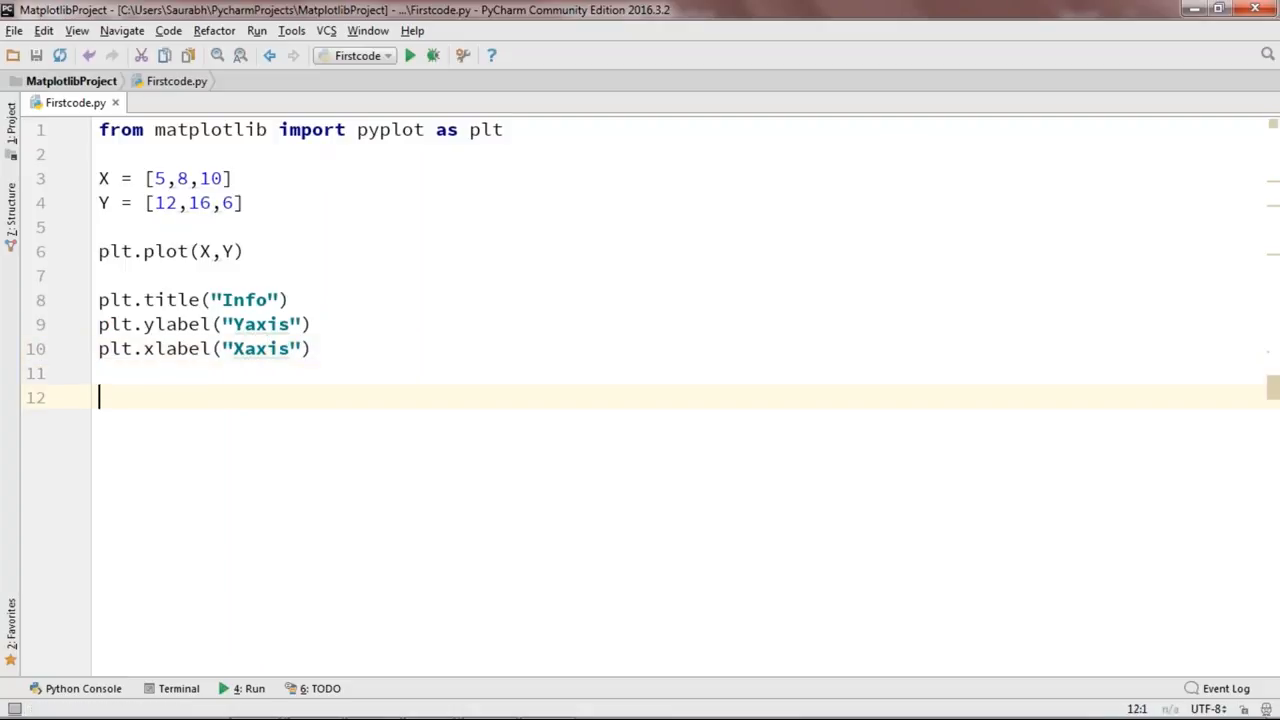 MatplotlibProject - [C:\Users\Saurabh\PycharmProjects\MatplotlibProject] - ...\Firstcode.py - PyCharm Community Edition 2016.3.2
File Edit View Navigate Code Refactor Run Tools VCS Window Help
Firstcode
MatplotlibProject Firstcode.py
Firstcode.py
1: Project
7: Structure
2: Favorites
1 from matplotlib import pyplot as plt
2
3 X = [5,8,10]
4 Y = [12,16,6]
5
6 plt.plot(X,Y)
7
8 plt.title("Info")
9 plt.ylabel("Yaxis")
10 plt.xlabel("Xaxis")
11
12
Python Console Terminal 4: Run 6: TODO Event Log
12:1 n/a UTF-8